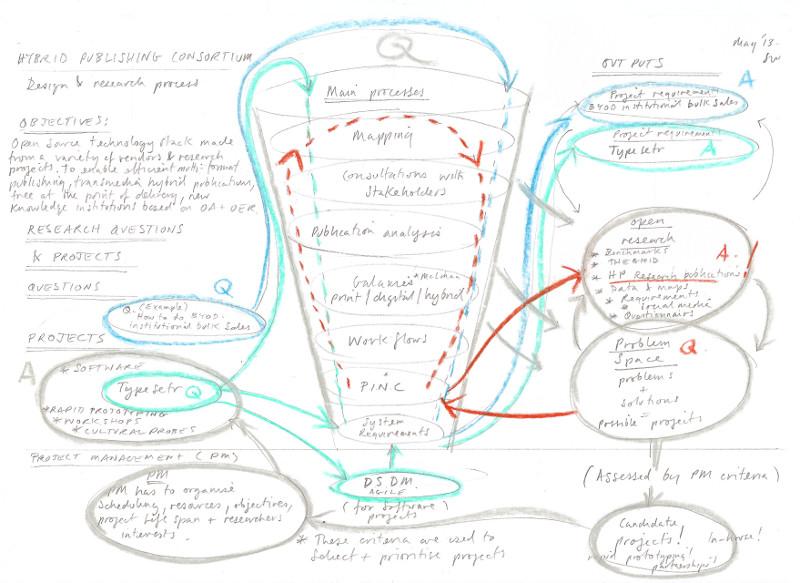 HYBRID PUBLISHING CONSORTIUM
Design & research process
OBJECTIVES:
Open source technology stack made
from a variety of vendors & research
projects, to enable efficient multi-format
publishing, transmedia hybrid publication,
free at the point of delivery, new
knowledge institutions based on OA + OER.
RESEARCH QUESTIONS
& PROJECTS
QUESTIONS
Q
Q. (Example)
How to do BYOD
institutional bulk sales
PROJECTS
A
* SOFTWARE
TypeSetr Q
* RAPID PROTOTYPING
* WORKSHOPS
* CULTURAL PROBES
PROJECT MANAGEMENT (PM)
PM
PM has to organise
scheduling, resources, objectives,
project life span + researchers
interests.
Q
Main processes
Mapping
Consultations with
Stakeholders
Publication analysis
Galaxies
print/digital/hybrid
Work flows
PINC
System
Requirements
DSDM
AGILE
(for software)
projects
* These criteria are used to
select + prioritise projects
May '13.
SW
OUTPUTS
A
Project requirement
BYOD institutional bulk sales
Project requirement
Typesetr
A
open
research
* Benchmarks
A.
* HP Research publications
* Data & maps
* Requirements
* social media
* Questionnairs
Problem
Space
Q
problems
+
solutions
=
possible projects
(Assessed by PM criteria)
Candidate
projects!
In-house!
rapid prototyping!
partnerships!